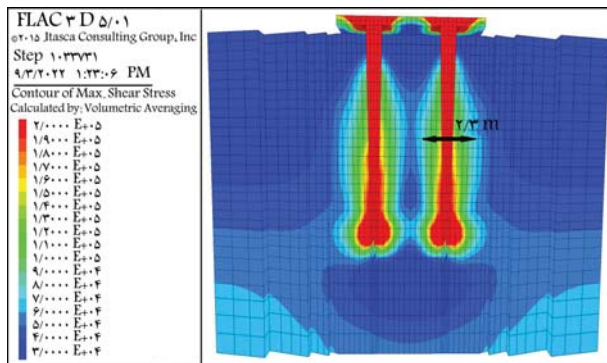 FLAC ۳ D ۵/۰۱
©۲۰۱۵ Itasca Consulting Group, Inc
Step ۱۰۳۳۷۳۱
۹/۳/۲۰۲۲ ۱:۲۳:۰۶ PM
Contour of Max. Shear Stress
Calculated by: Volumetric Averaging
۲/۰۰۰۰ E+۰۵
۱/۹۰۰۰ E+۰۵
۱/۸۰۰۰ E+۰۵
۱/۷۰۰۰ E+۰۵
۱/۶۰۰۰ E+۰۵
۱/۵۰۰۰ E+۰۵
۱/۴۰۰۰ E+۰۵
۱/۳۰۰۰ E+۰۵
۱/۲۰۰۰ E+۰۵
۱/۱۰۰۰ E+۰۵
۱/۰۰۰۰ E+۰۵
۹/۰۰۰۰ E+۰۴
۸/۰۰۰۰ E+۰۴
۷/۰۰۰۰ E+۰۴
۶/۰۰۰۰ E+۰۴
۵/۰۰۰۰ E+۰۴
۴/۰۰۰۰ E+۰۴
۳/۰۰۰۰ E+۰۴
۲/۳ m